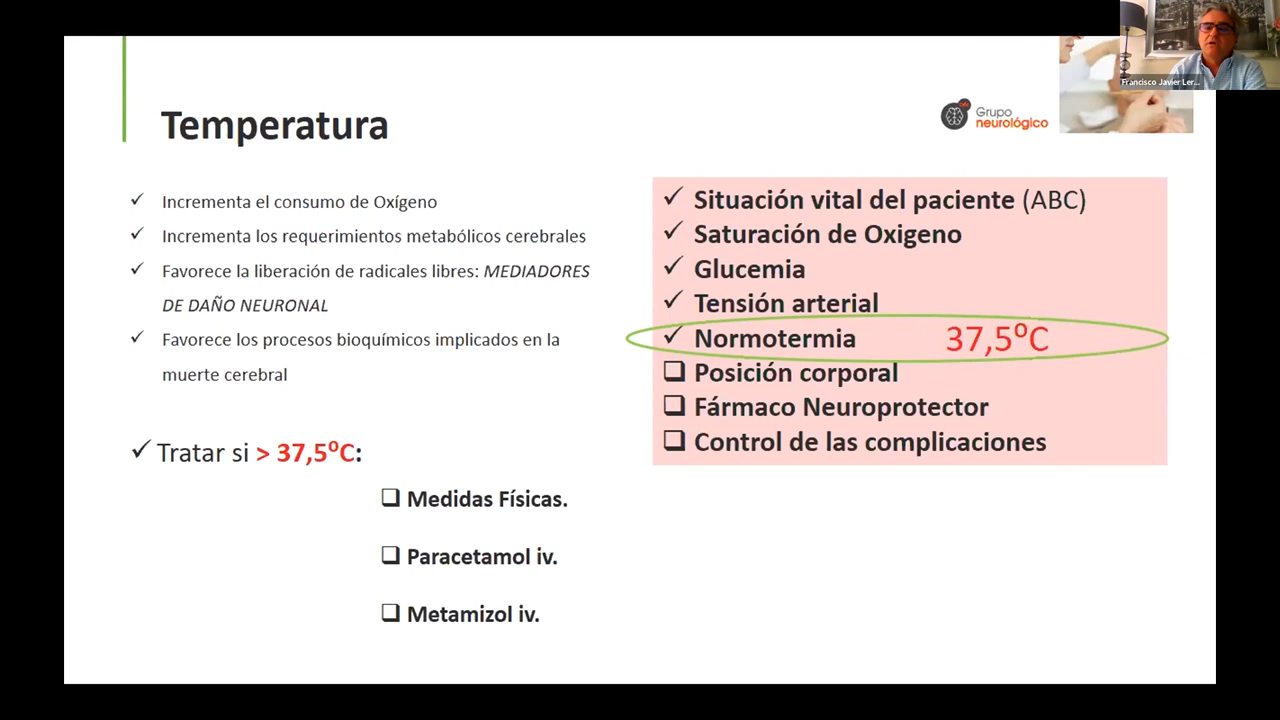 Temperatura
Grupo
neurológico
Francisco Javier Ler...
✓ Incrementa el consumo de Oxígeno
✓ Incrementa los requerimientos metabólicos cerebrales
✓ Favorece la liberación de radicales libres: MEDIADORES
DE DAÑO NEURONAL
✓ Favorece los procesos bioquímicos implicados en la
muerte cerebral
✓ Tratar si > 37,5ºC:
❑ Medidas Físicas.
❑ Paracetamol iv.
❑ Metamizol iv.
✓ Situación vital del paciente (ABC)
✓ Saturación de Oxigeno
✓ Glucemia
✓ Tensión arterial
✓ Normotermia 37,5ºC
❑ Posición corporal
❑ Fármaco Neuroprotector
❑ Control de las complicaciones